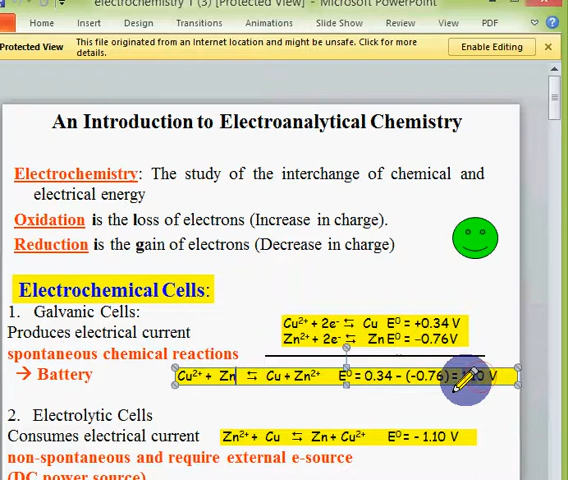 electrochemistry 1 (3) [Protected View] - Microsoft PowerPoint
Home Insert Design Transitions Animations Slide Show Review View PDF
Protected View This file originated from an Internet location and might be unsafe. Click for more details. Enable Editing
An Introduction to Electroanalytical Chemistry
Electrochemistry: The study of the interchange of chemical and
electrical energy
Oxidation is the loss of electrons (Increase in charge).
Reduction is the gain of electrons (Decrease in charge)
Electrochemical Cells:
1. Galvanic Cells:
Produces electrical current
spontaneous chemical reactions
→ Battery
Cu²⁺ + 2e⁻ ⇆ Cu E⁰ = +0.34 V
Zn²⁺ + 2e⁻ ⇆ Zn E⁰ = -0.76V
Cu²⁺ + Zn ⇆ Cu + Zn²⁺ E⁰ = 0.34 - (-0.76)= V
2. Electrolytic Cells
Consumes electrical current
Zn²⁺ + Cu ⇆ Zn + Cu²⁺ E⁰ = - 1.10 V
non-spontaneous and require external e-source
(DC power source)